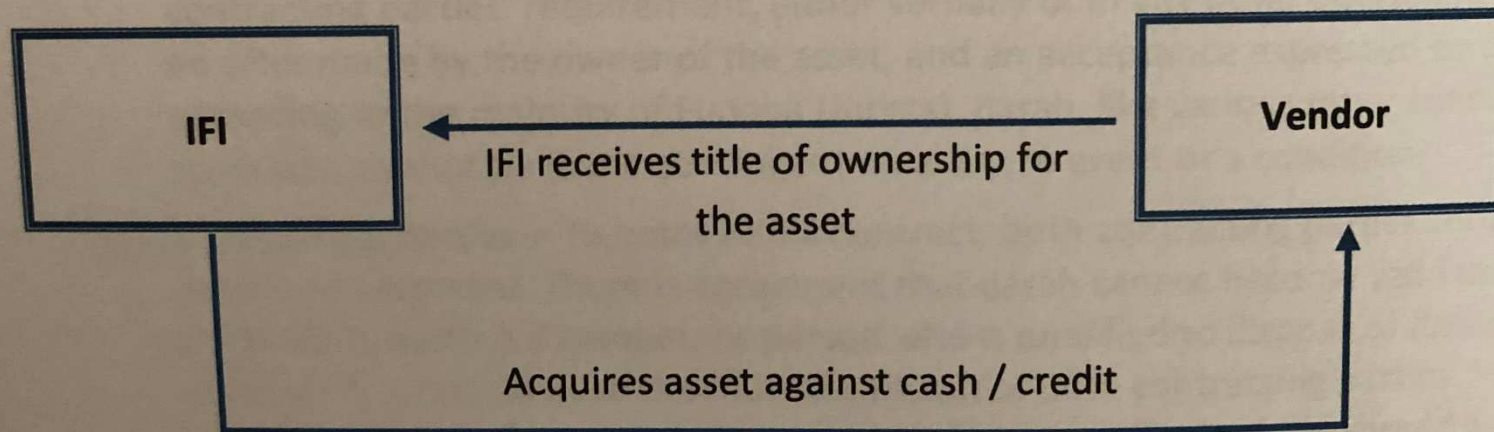 IFI
Vendor
IFI receives title of ownership for
the asset
Acquires asset against cash / credit